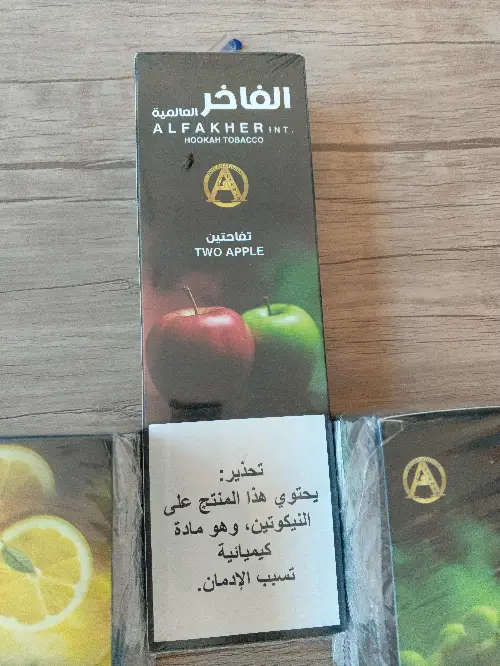 الفاخر
العالمية
ALFAKHER INT.
HOOKAH TOBACCO
تفاحتين
TWO APPLE
تحذير:
يحتوي هذا المنتج على
النيكوتين، وهو مادة
كيميائية
تسبب الإدمان.